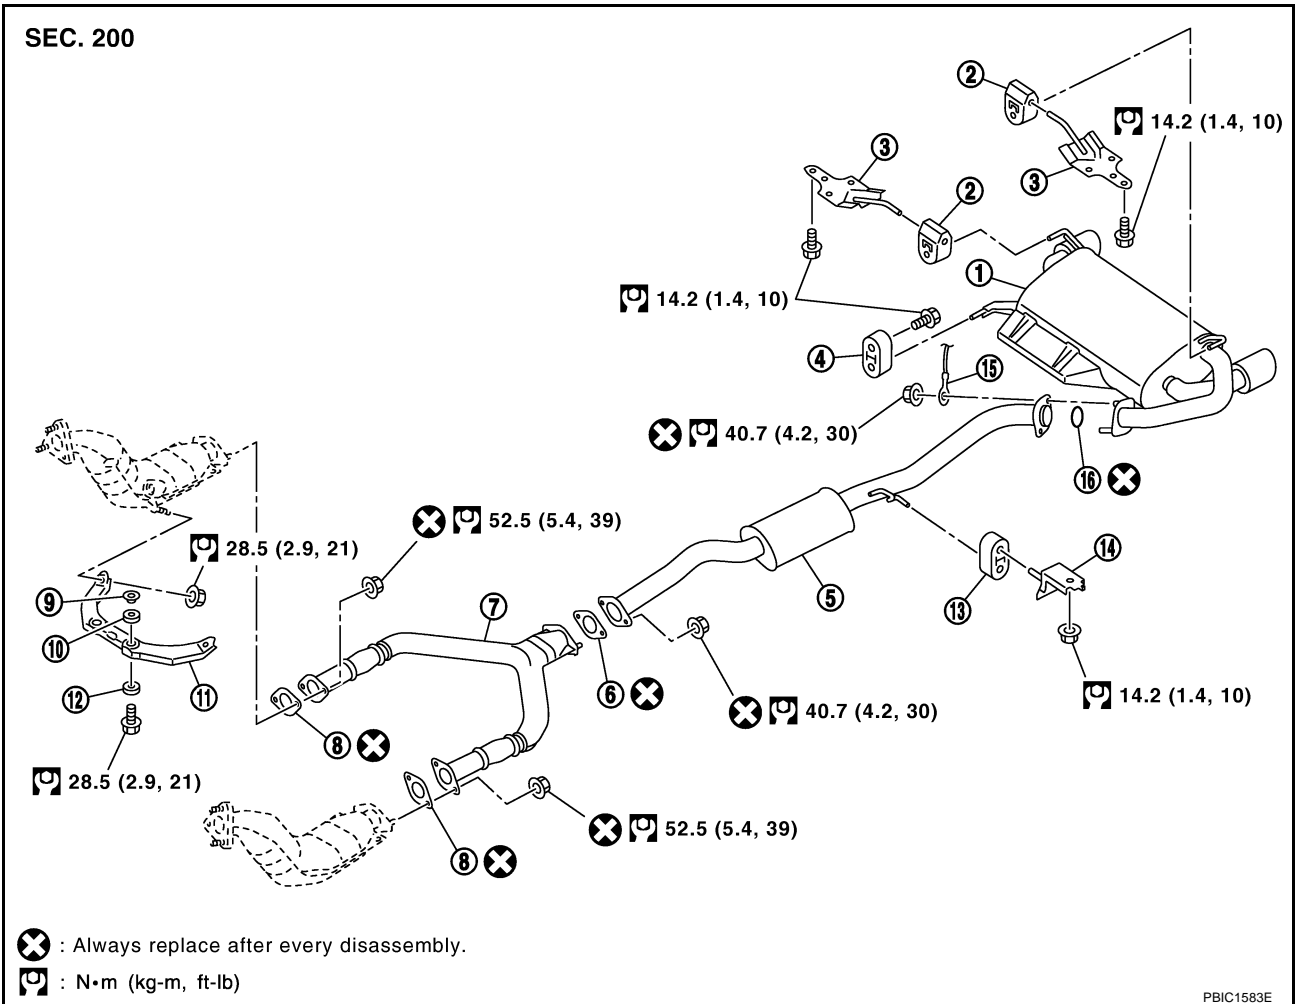 SEC. 200
2
14.2 (1.4, 10)
3
3
2
1
14.2 (1.4, 10)
4
15
40.7 (4.2, 30)
16
52.5 (5.4, 39)
28.5 (2.9, 21)
14
9
7
5
13
10
12
11
6
14.2 (1.4, 10)
40.7 (4.2, 30)
8
28.5 (2.9, 21)
52.5 (5.4, 39)
8
: Always replace after every disassembly.
: N•m (kg-m, ft-lb)
PBIC1583E